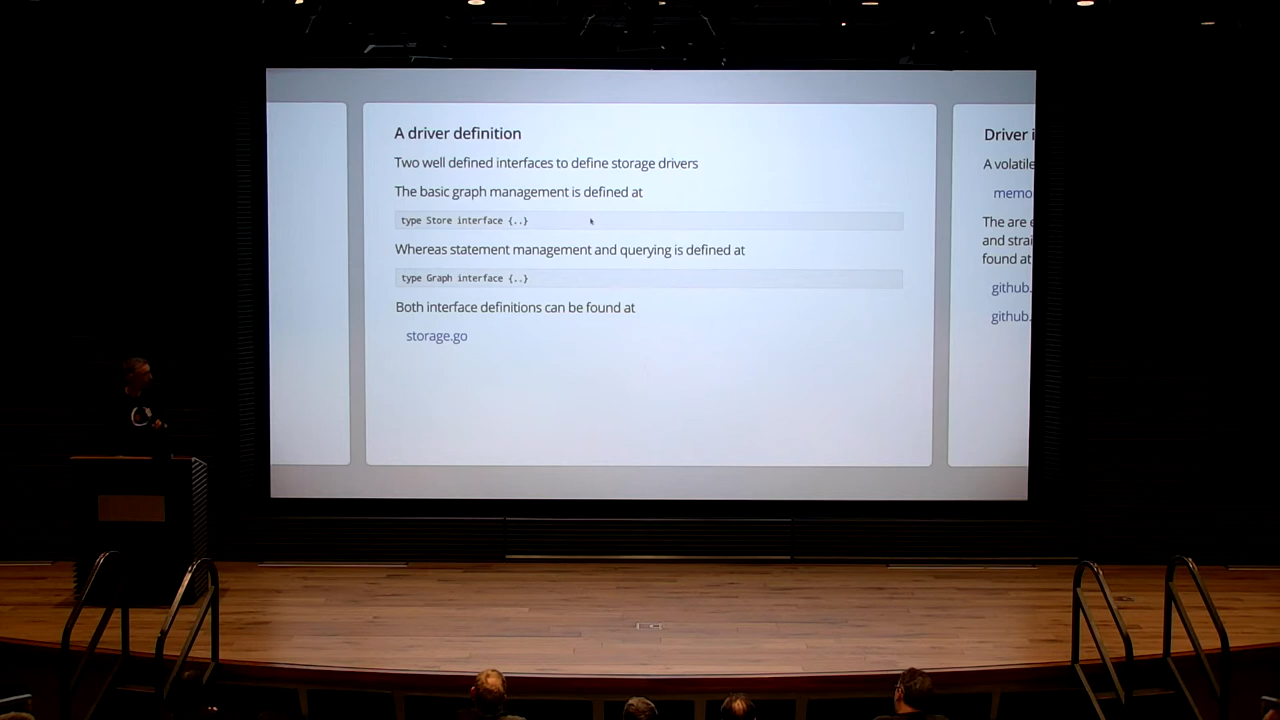 A driver definition
Two well defined interfaces to define storage drivers
The basic graph management is defined at
type Store interface {..}
Whereas statement management and querying is defined at
type Graph interface {..}
Both interface definitions can be found at
storage.go
Driver
A volatile
The are
and
found at
github.
github.